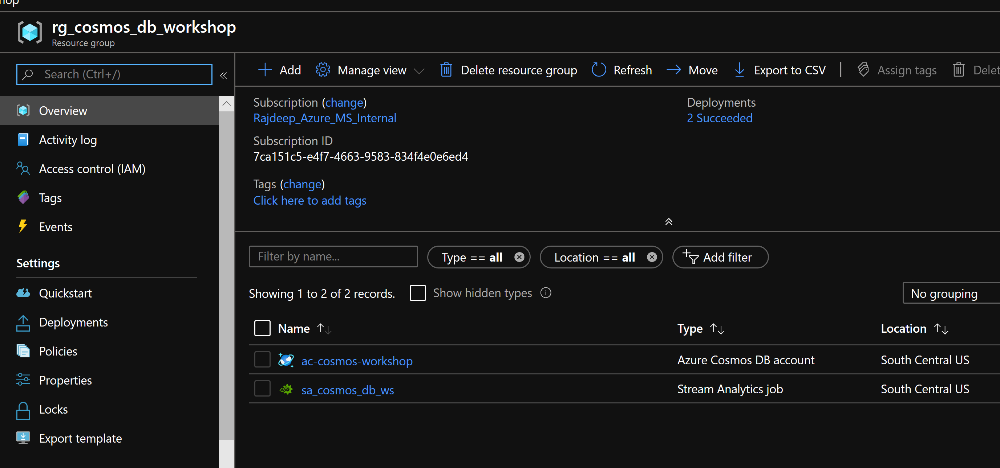 rg_cosmos_db_workshop
Resource group
Search (Ctrl+/)
Overview
Activity log
Access control (IAM)
Tags
Events
Settings
Quickstart
Deployments
Policies
Properties
Locks
Export template
Add Manage view Delete resource group Refresh Move Export to CSV Assign tags
Subscription (change)
Rajdeep_Azure_MS_Internal
Deployments
2 Succeeded
Subscription ID
7ca151c5-e4f7-4663-9583-834f4e0e6ed4
Tags (change)
Click here to add tags
Filter by name... Type == all Location == all Add filter
Showing 1 to 2 of 2 records. Show hidden types No grouping
Name Type Location
ac-cosmos-workshop Azure Cosmos DB account South Central US
sa_cosmos_db_ws Stream Analytics job South Central US